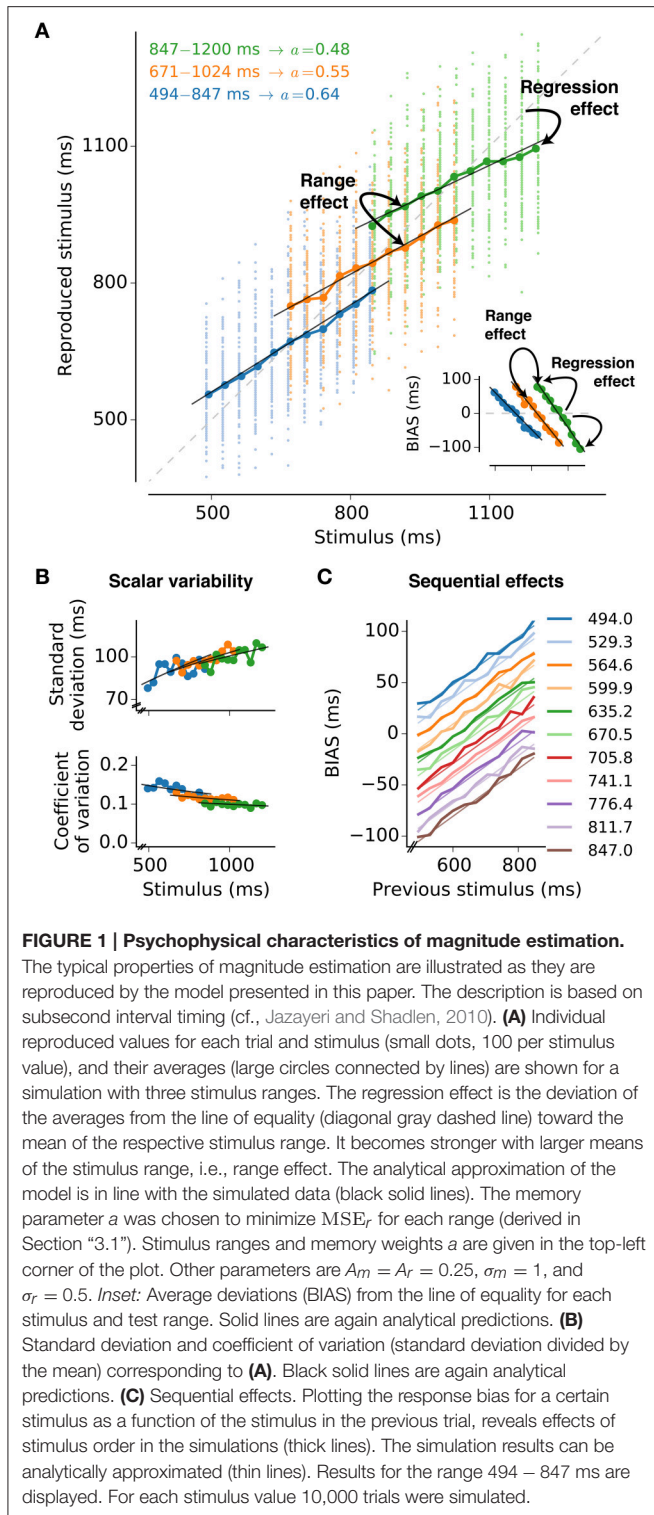 A
847−1200 ms → a=0.48
671−1024 ms → a=0.55
494−847 ms → a=0.64
Regression
effect
Range
effect
Reproduced stimulus (ms)
1100
800
500
Stimulus (ms)
500
800
1100
Range
effect
Regression
effect
BIAS (ms)
100
0
−100
B
Scalar variability
Standard
deviation (ms)
100
70
Coefficient
of variation
0.2
0.1
0.0
500
1000
Stimulus (ms)
C
Sequential effects
BIAS (ms)
100
50
0
−50
−100
600
800
Previous stimulus (ms)
494.0
529.3
564.6
599.9
635.2
670.5
705.8
741.1
776.4
811.7
847.0
FIGURE 1 | Psychophysical characteristics of magnitude estimation.
The typical properties of magnitude estimation are illustrated as they are
reproduced by the model presented in this paper. The description is based on
subsecond interval timing (cf., Jazayeri and Shadlen, 2010). (A) Individual
reproduced values for each trial and stimulus (small dots, 100 per stimulus
value), and their averages (large circles connected by lines) are shown for a
simulation with three stimulus ranges. The regression effect is the deviation of
the averages from the line of equality (diagonal gray dashed line) toward the
mean of the respective stimulus range. It becomes stronger with larger means
of the stimulus range, i.e., range effect. The analytical approximation of the
model is in line with the simulated data (black solid lines). The memory
parameter a was chosen to minimize MSEᵣ for each range (derived in
Section “3.1”). Stimulus ranges and memory weights a are given in the top-left
corner of the plot. Other parameters are Aₘ = Aᵣ = 0.25, σₘ = 1, and
σᵣ = 0.5. Inset: Average deviations (BIAS) from the line of equality for each
stimulus and test range. Solid lines are again analytical predictions. (B)
Standard deviation and coefficient of variation (standard deviation divided by
the mean) corresponding to (A). Black solid lines are again analytical
predictions. (C) Sequential effects. Plotting the response bias for a certain
stimulus as a function of the stimulus in the previous trial, reveals effects of
stimulus order in the simulations (thick lines). The simulation results can be
analytically approximated (thin lines). Results for the range 494 − 847 ms are
displayed. For each stimulus value 10,000 trials were simulated.